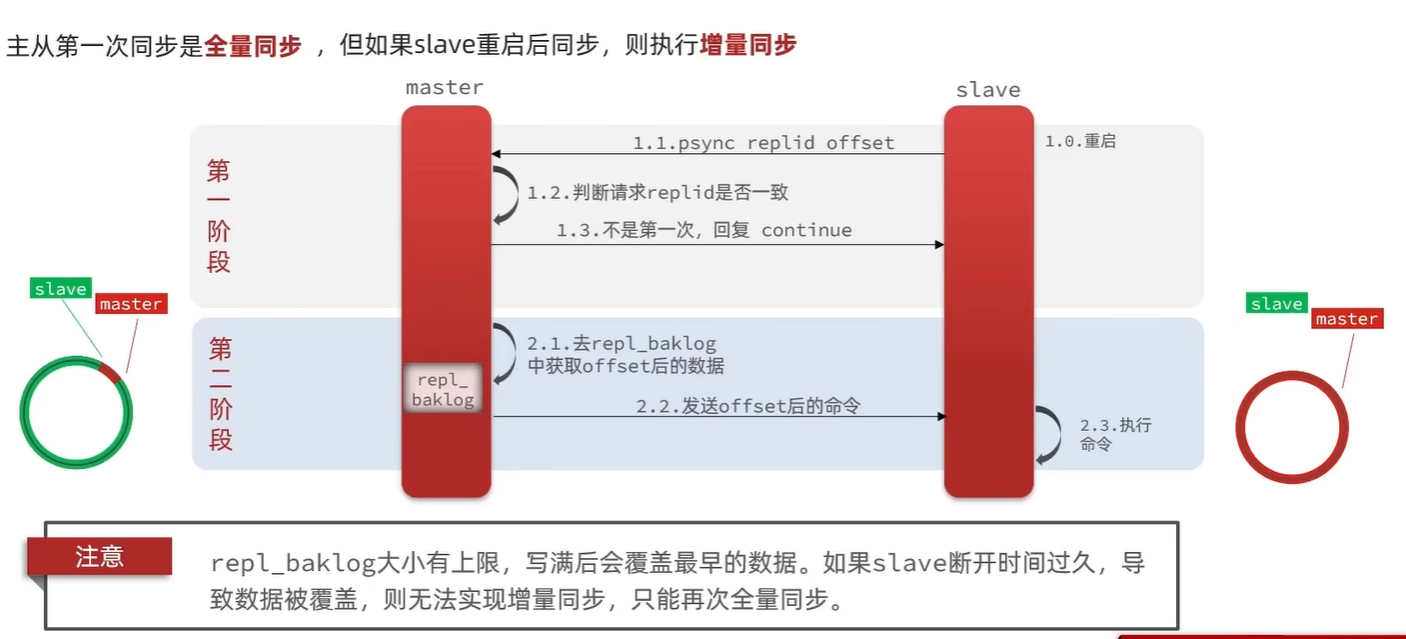 主从第一次同步是全量同步 ，但如果slave重启后同步，则执行增量同步
master
slave
第一阶段
1.0.重启
1.1.psync replid offset
1.2.判断请求replid是否一致
1.3.不是第一次，回复 continue
slave
master
slave
master
第二阶段
2.1.去repl_baklog
中获取offset后的数据
repl_
baklog
2.2.发送offset后的命令
2.3.执行
命令
注意
repl_baklog大小有上限，写满后会覆盖最早的数据。如果slave断开时间过久，导
致数据被覆盖，则无法实现增量同步，只能再次全量同步。